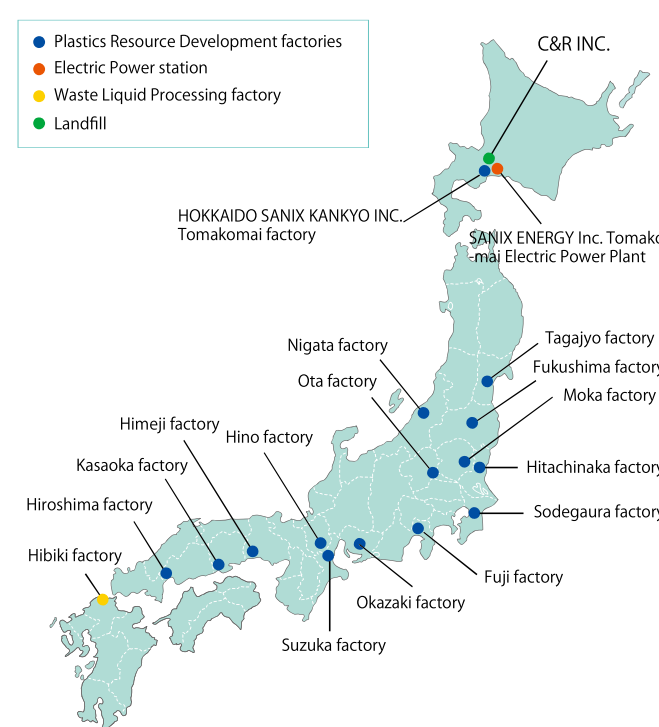 Plastics Resource Development factories
Electric Power station
Waste Liquid Processing factory
Landfill
C&R INC.
HOKKAIDO SANIX KANKYO INC.
Tomakomai factory
SANIX ENERGY Inc. Tomako
-mai Electric Power Plant
Nigata factory
Tagajyo factory
Fukushima factory
Ota factory
Moka factory
Himeji factory
Hino factory
Kasaoka factory
Hitachinaka factory
Hiroshima factory
Sodegaura factory
Hibiki factory
Fuji factory
Okazaki factory
Suzuka factory